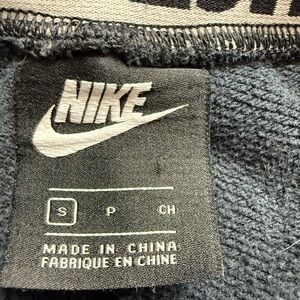 NIKE
S P CH
MADE IN CHINA
FABRIQUE EN CHINE